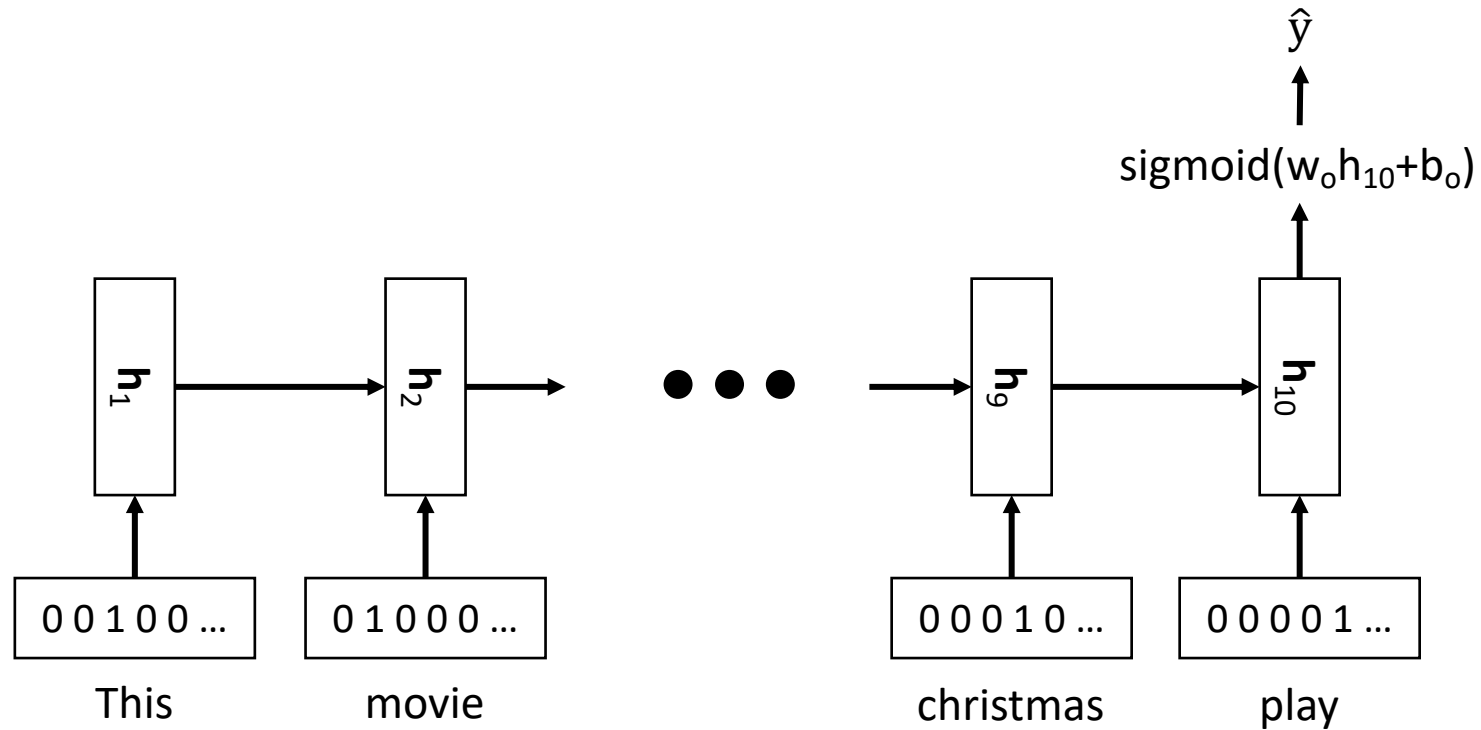 ŷ
sigmoid(wₒh₁₀+bₒ)
h₁ h₂ h₉ h₁₀
0 0 1 0 0 ... 0 1 0 0 0 ... 0 0 0 1 0 ... 0 0 0 0 1 ...
This movie christmas play